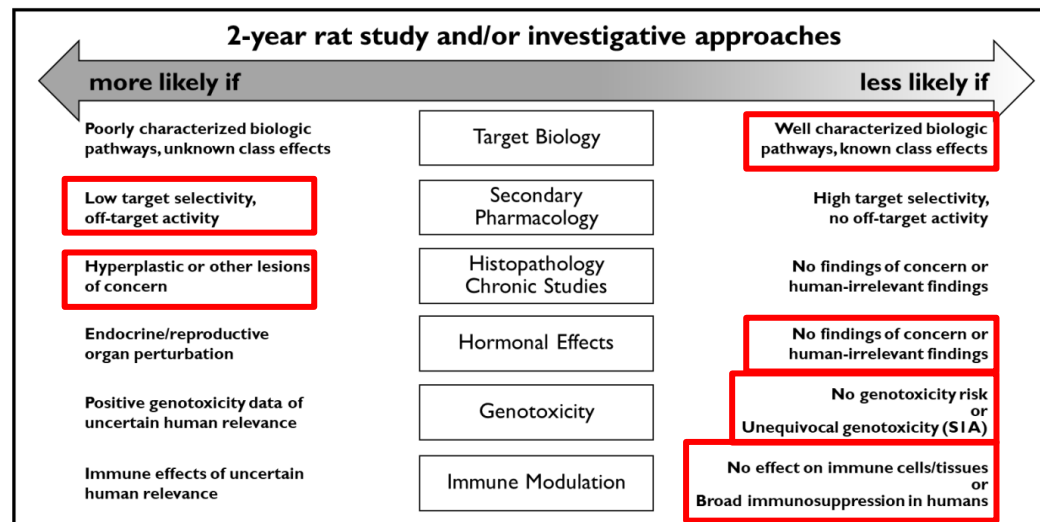 2-year rat study and/or investigative approaches
more likely if
less likely if
Poorly characterized biologic
pathways, unknown class effects
Target Biology
Well characterized biologic
pathways, known class effects
Low target selectivity,
off-target activity
Secondary
Pharmacology
High target selectivity,
no off-target activity
Hyperplastic or other lesions
of concern
Histopathology
Chronic Studies
No findings of concern or
human-irrelevant findings
Endocrine/reproductive
organ perturbation
Hormonal Effects
No findings of concern or
human-irrelevant findings
Positive genotoxicity data of
uncertain human relevance
Genotoxicity
No genotoxicity risk
or
Unequivocal genotoxicity (S1A)
Immune effects of uncertain
human relevance
Immune Modulation
No effect on immune cells/tissues
or
Broad immunosuppression in humans